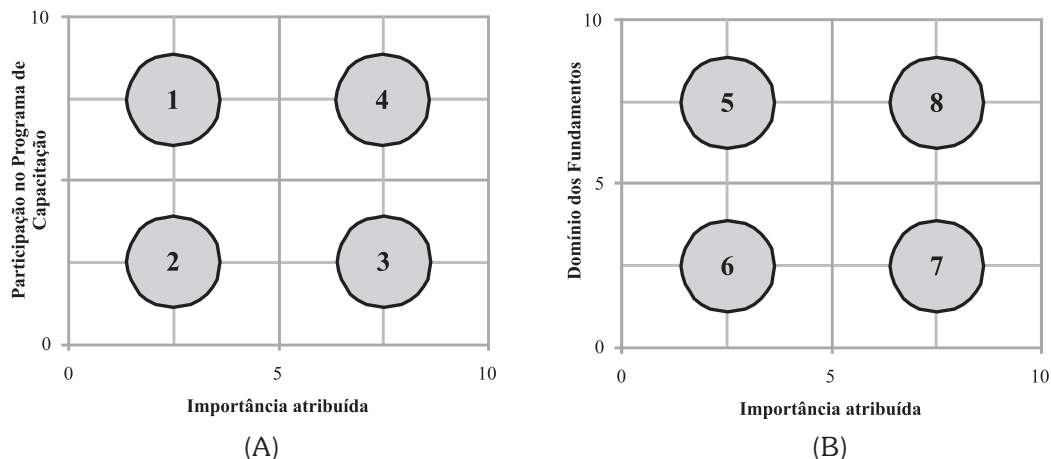 10
Participação no Programa de
Capacitação
1
4
2
3
0
0
5
10
Importância atribuída
(A)
10
Domínio dos Fundamentos
5
8
5
6
7
0
0
5
10
Importância atribuída
(B)